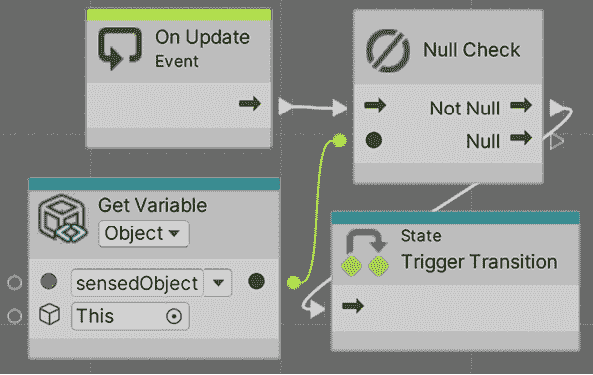 On Update
Event
Null Check
Not Null
Null
Get Variable
Object
sensedObject
This
State
Trigger Transition